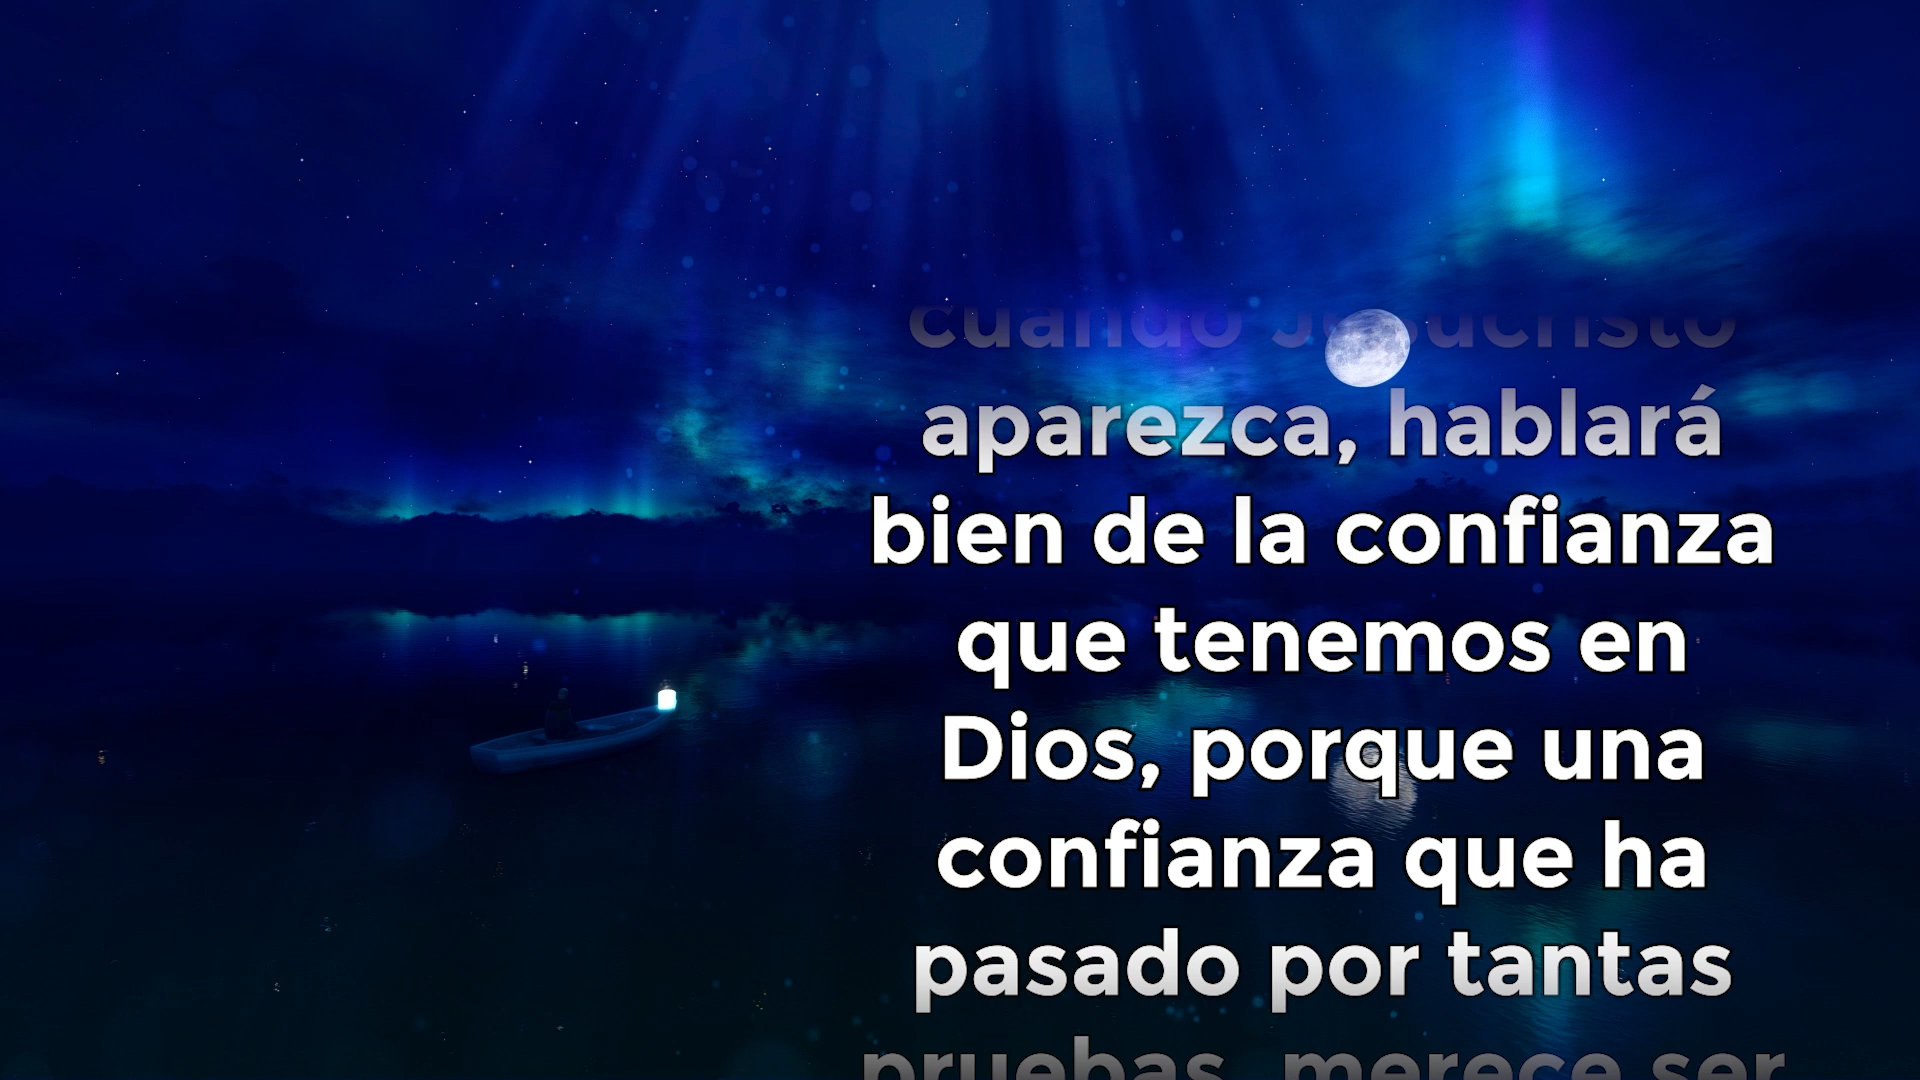 cuando Jesucristo
aparezca, hablará
bien de la confianza
que tenemos en
Dios, porque una
confianza que ha
pasado por tantas
pruebas, merece ser